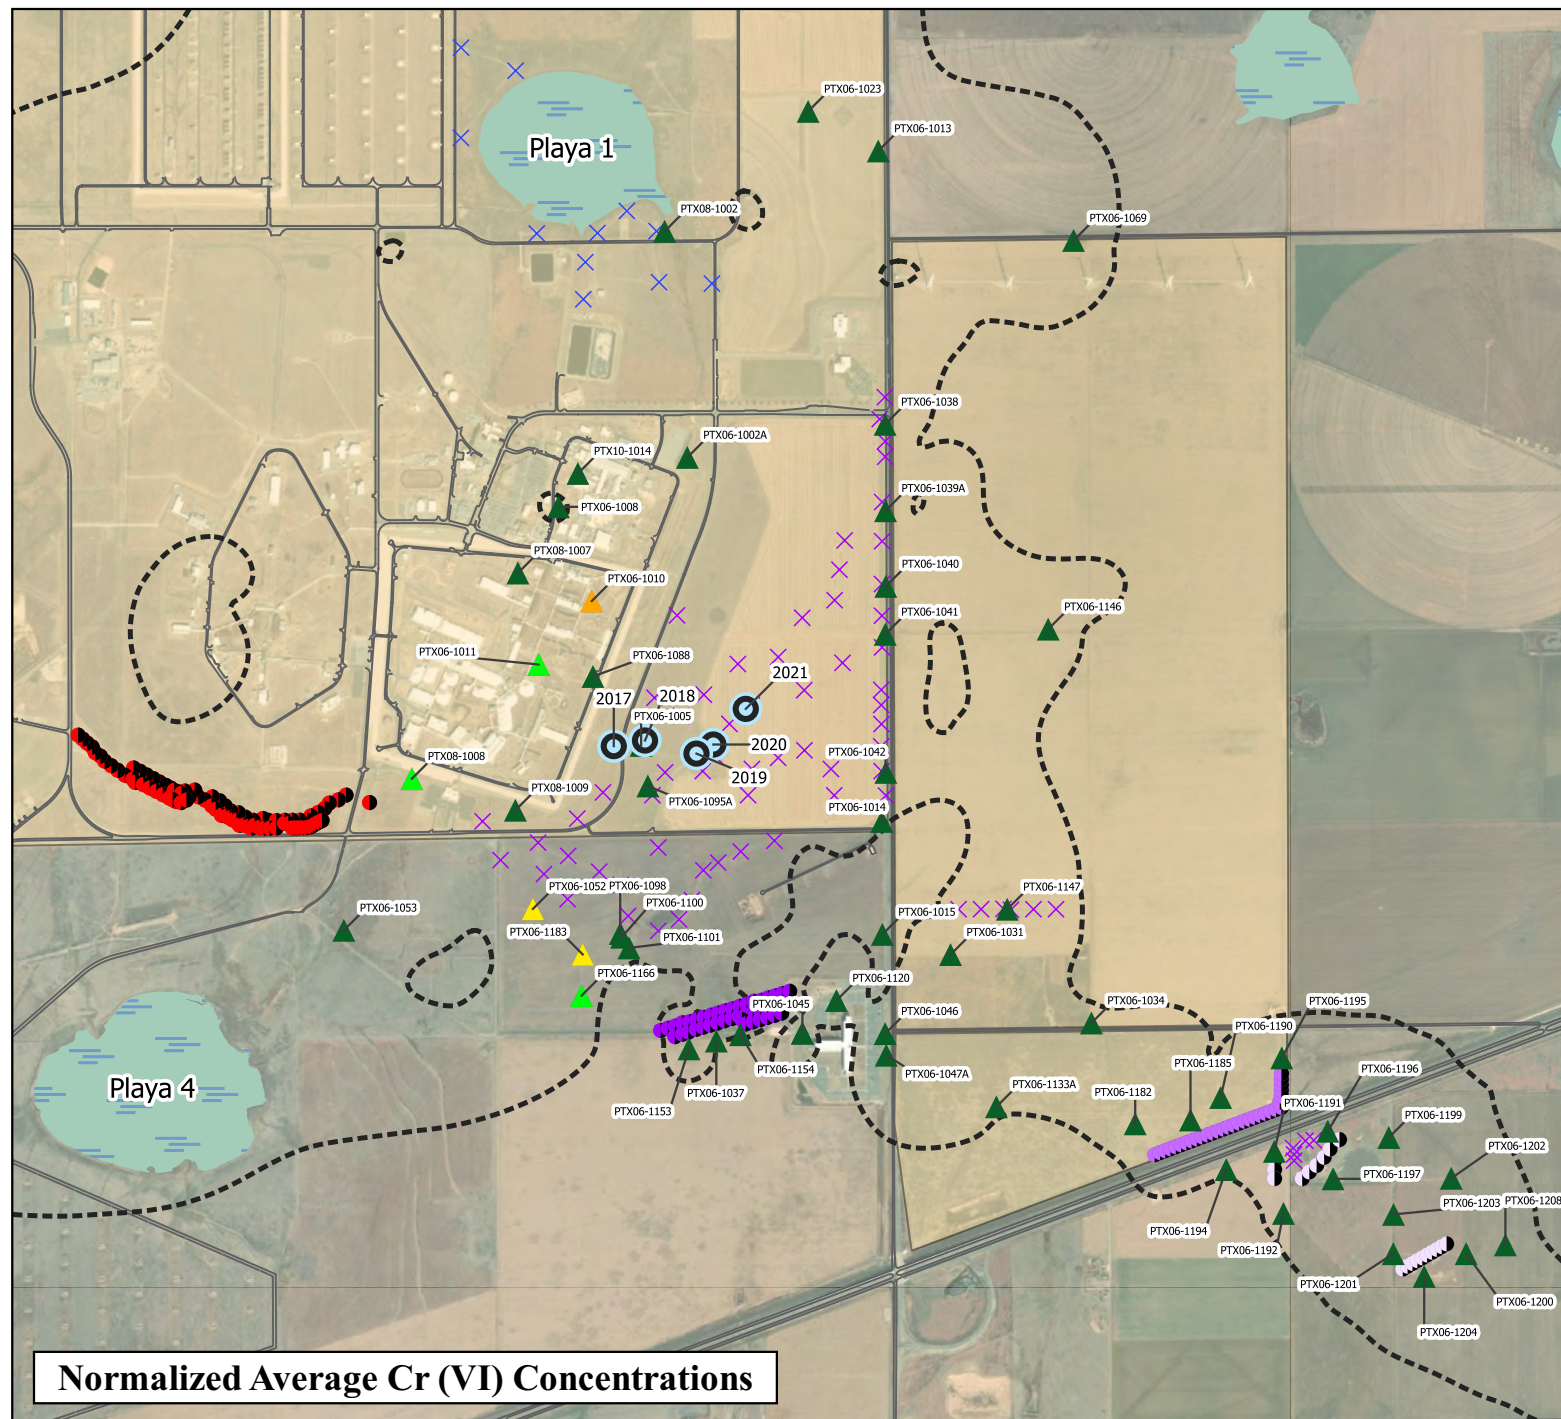 PTX06-1023
PTX06-1013
Playa 1
PTX08-1002
PTX06-1069
PTX06-1038
PTX06-1002A
PTX10-1014
PTX06-1039A
PTX06-1008
PTX08-1007
PTX06-1040
PTX06-1010
PTX06-1041
PTX06-1146
PTX06-1011
PTX06-1088
2021
2017
2018
PTX06-1005
2020
PTX06-1042
PTX08-1008
2019
PTX08-1009
PTX06-1095A
PTX06-1014
PTX06-1052
PTX06-1098
PTX06-1147
PTX06-1053
PTX06-1100
PTX06-1015
PTX06-1183
PTX06-1101
PTX06-1031
PTX06-1166
PTX06-1120
PTX06-1045
PTX06-1034
PTX06-1195
PTX06-1046
PTX06-1190
PTX06-1185
PTX06-1154
PTX06-1047A
PTX06-1196
Playa 4
PTX06-1037
PTX06-1133A
PTX06-1182
PTX06-1191
PTX06-1153
PTX06-1199
PTX06-1202
PTX06-1197
PTX06-1203
PTX06-1208
PTX06-1194
PTX06-1192
PTX06-1201
PTX06-1200
PTX06-1204
Normalized Average Cr (VI) Concentrations